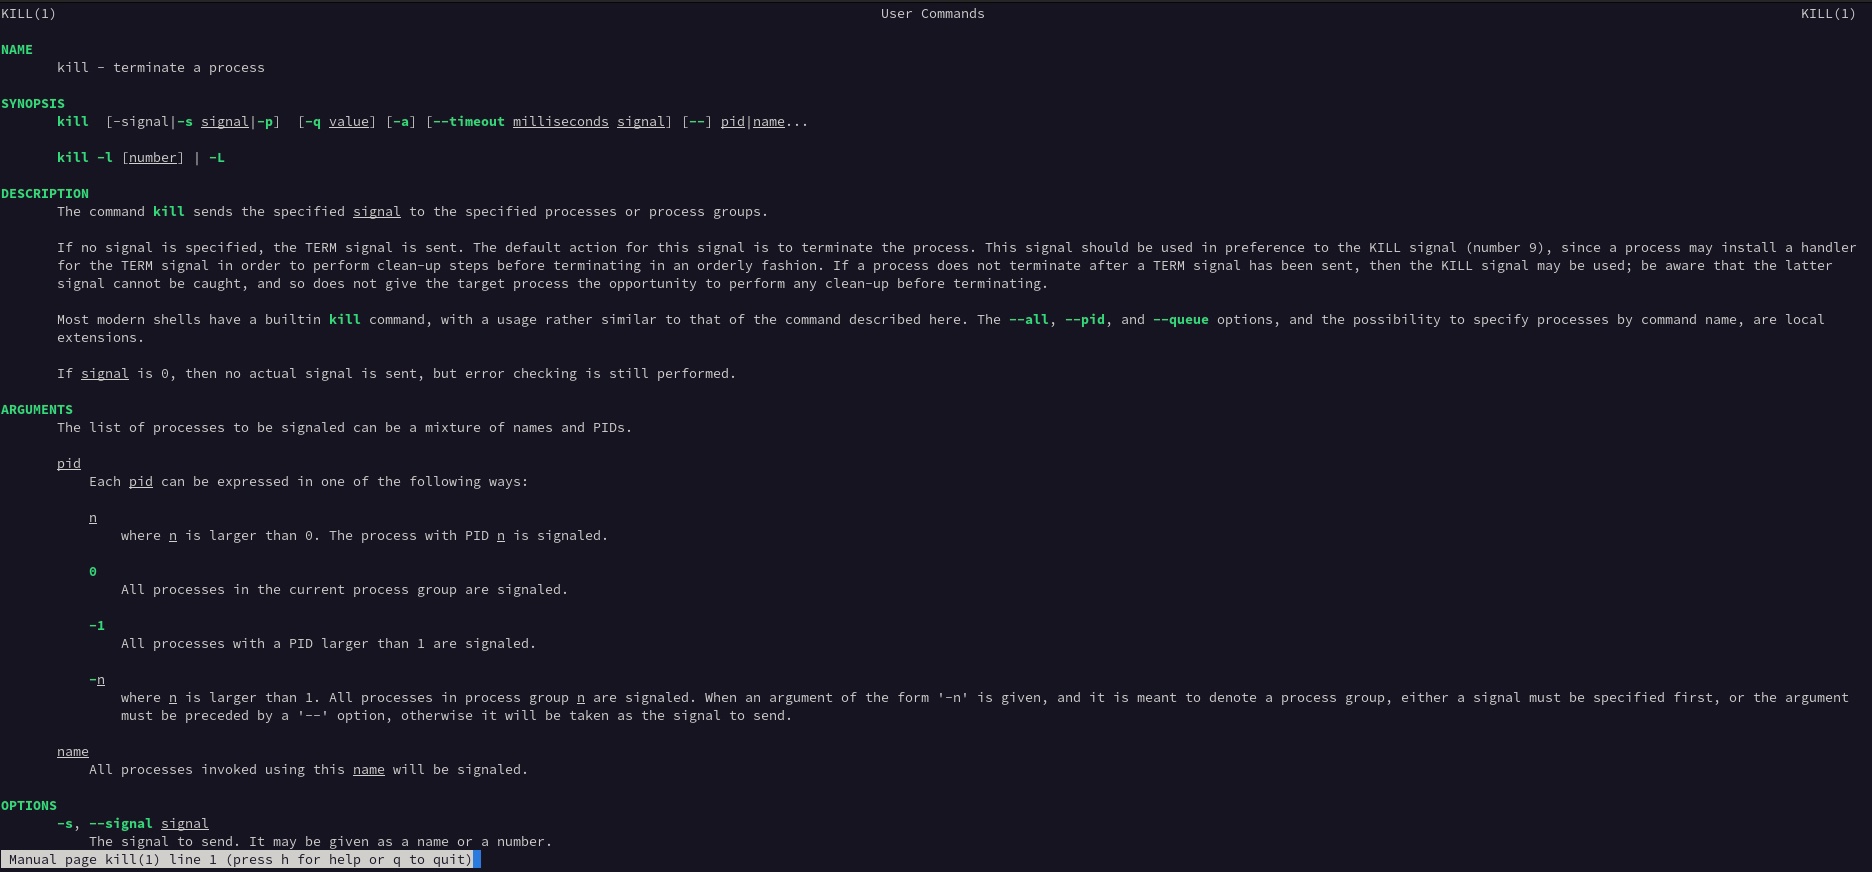 KILL(1) User Commands KILL(1)
NAME
kill - terminate a process
SYNOPSIS
kill [-signal|-s signal|-p] [-q value] [-a] [--timeout milliseconds signal] [--] pid|name...
kill -l [number] | -L
DESCRIPTION
The command kill sends the specified signal to the specified processes or process groups.
If no signal is specified, the TERM signal is sent. The default action for this signal is to terminate the process. This signal should be used in preference to the KILL signal (number 9), since a process may install a handler
for the TERM signal in order to perform clean-up steps before terminating in an orderly fashion. If a process does not terminate after a TERM signal has been sent, then the KILL signal may be used; be aware that the latter
signal cannot be caught, and so does not give the target process the opportunity to perform any clean-up before terminating.
Most modern shells have a builtin kill command, with a usage rather similar to that of the command described here. The --all, --pid, and --queue options, and the possibility to specify processes by command name, are local
extensions.
If signal is 0, then no actual signal is sent, but error checking is still performed.
ARGUMENTS
The list of processes to be signaled can be a mixture of names and PIDs.
pid
Each pid can be expressed in one of the following ways:
n
where n is larger than 0. The process with PID n is signaled.
0
All processes in the current process group are signaled.
-1
All processes with a PID larger than 1 are signaled.
-n
where n is larger than 1. All processes in process group n are signaled. When an argument of the form '-n' is given, and it is meant to denote a process group, either a signal must be specified first, or the argument
must be preceded by a '--' option, otherwise it will be taken as the signal to send.
name
All processes invoked using this name will be signaled.
OPTIONS
-s, --signal signal
The signal to send. It may be given as a name or a number.
Manual page kill(1) line 1 (press h for help or q to quit)